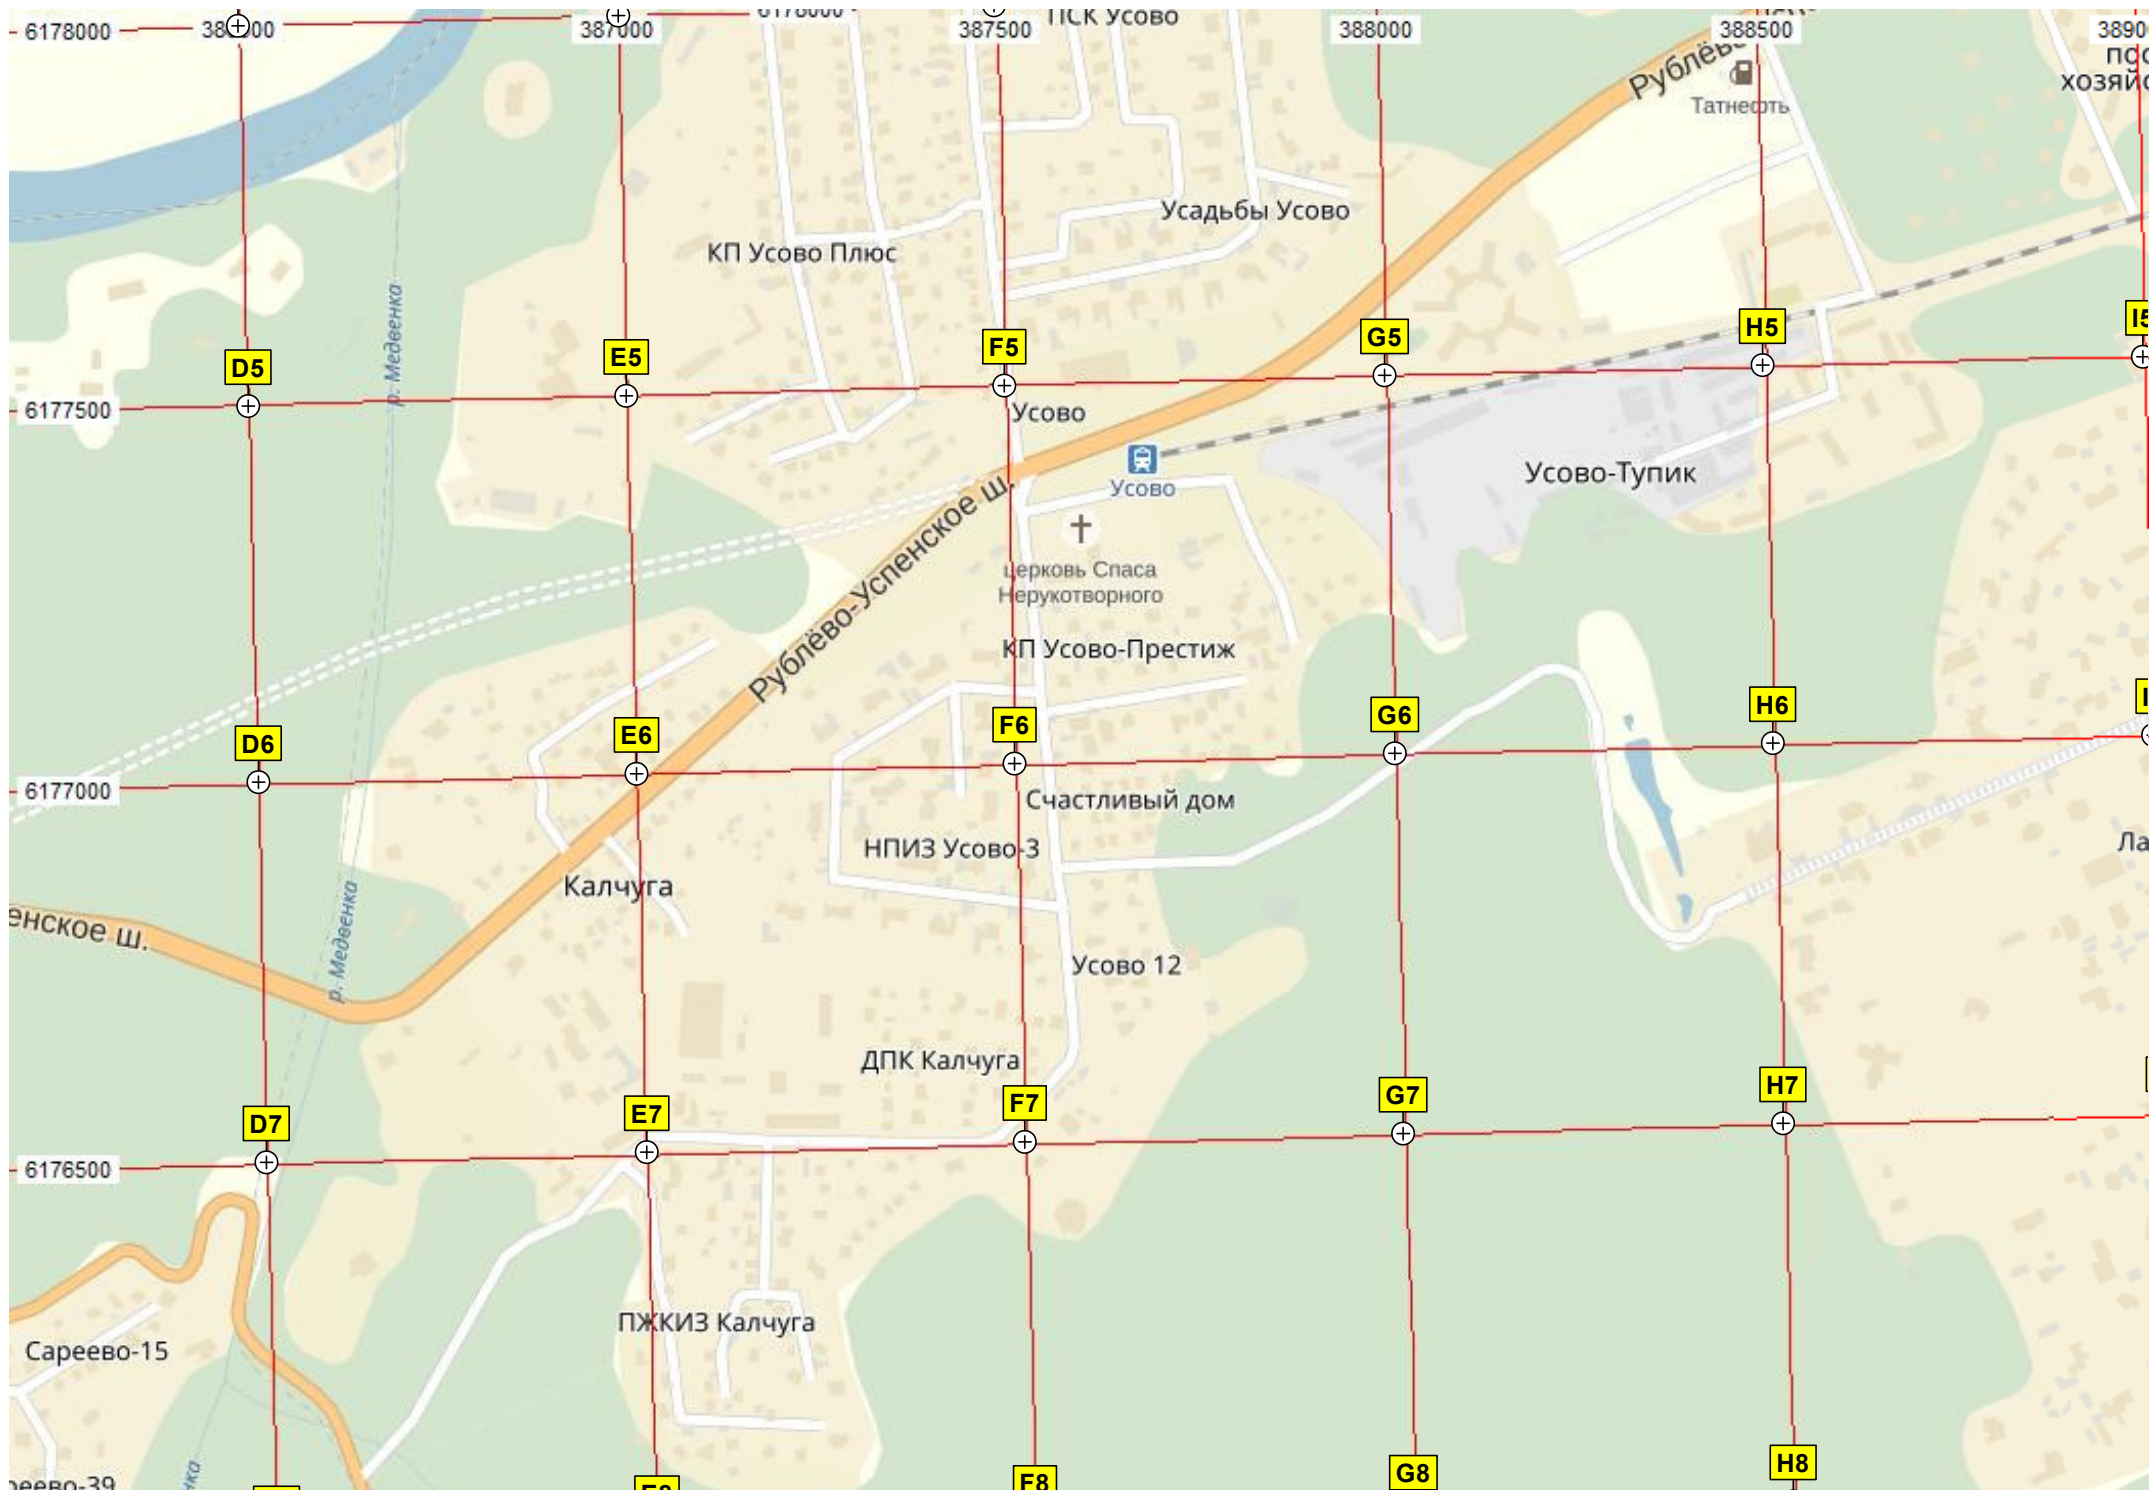 6178000
387000
387500
388000
388500
ПСК Усово
Татнефть
Усадьбы Усово
КП Усово Плюс
р. Медвенка
D5
E5
F5
G5
H5
I5
6177500
Усово
Усово
Усово-Тупик
Рублёво-Успенское ш.
церковь Спаса
Нерукотворного
КП Усово-Престиж
D6
E6
F6
G6
H6
6177000
Счастливый дом
НПИЗ Усово-3
Калчуга
енское ш.
р. Медвенка
Усово 12
ДПК Калчуга
D7
E7
F7
G7
H7
6176500
ПЖКИЗ Калчуга
Сареево-15
F8
G8
H8